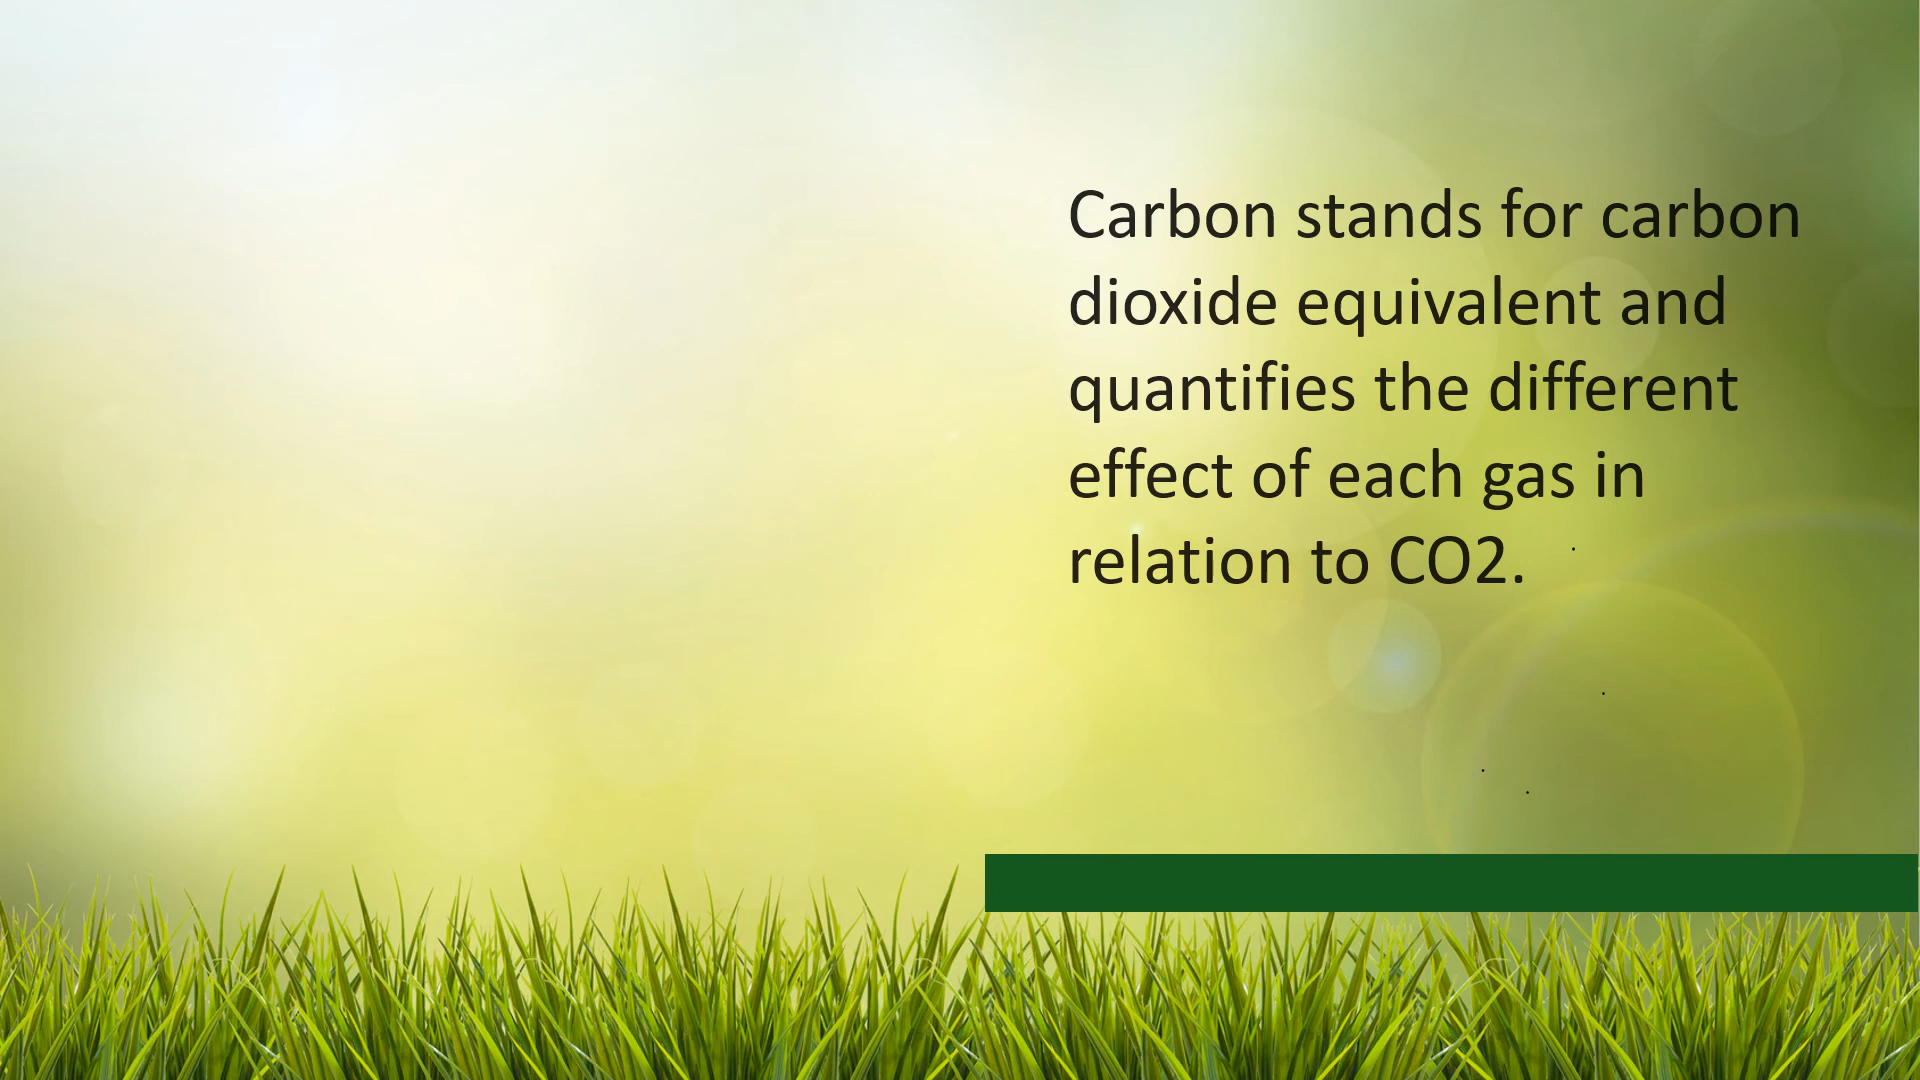 Carbon stands for carbon
dioxide equivalent and
quantifies the different
effect of each gas in
relation to CO2.